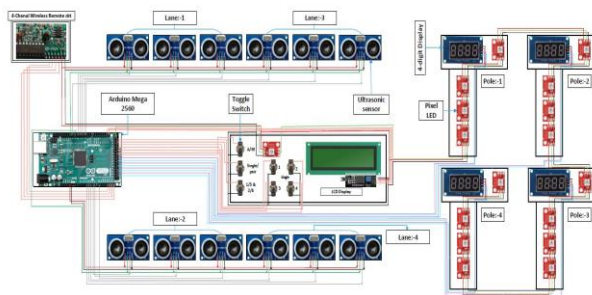 4-Chanal Wireless Remote ckt
Lane:-1
Lane:-3
4-digit Display
Pole:-1
Pole:-2
Arduino Mega
2560
Toggle
Switch
Ultrasonic
sensor
Pixel
LED
LCD Display
Pole:-4
Pole:-3
Lane:-2
Lane:-4